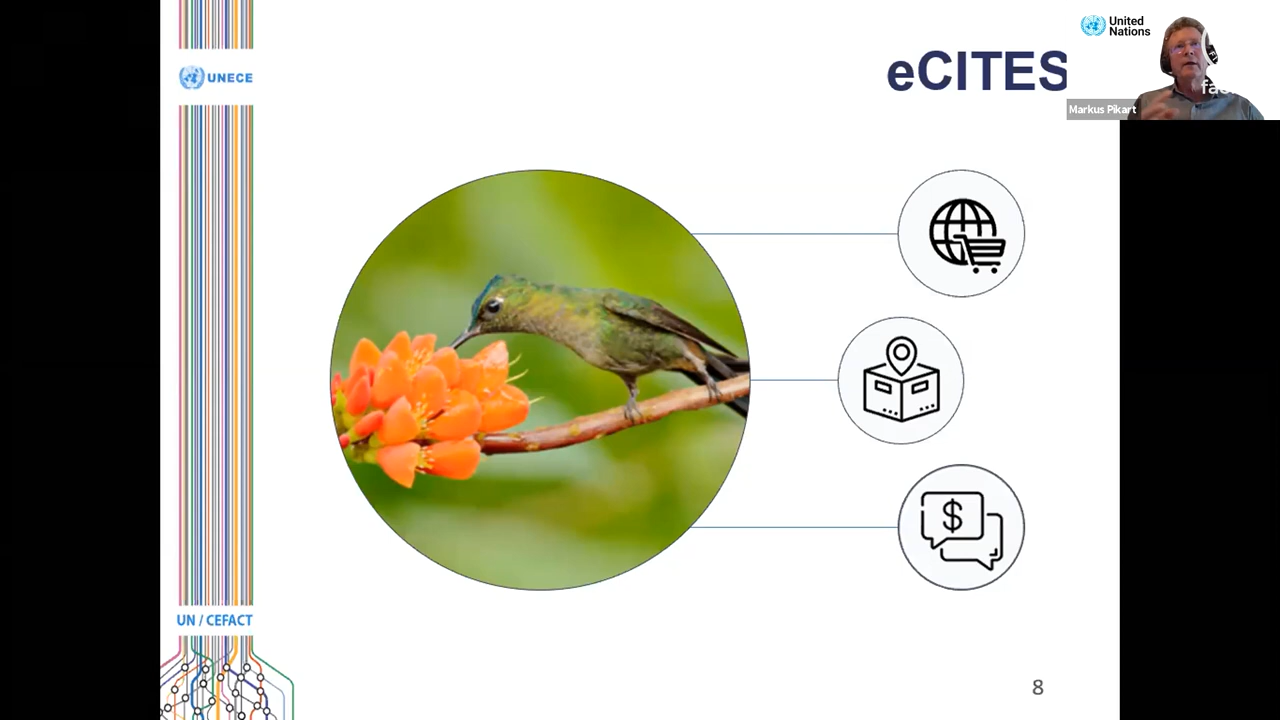 UNECE
eCITES
United
Nations
Markus Pikart
$
UN / CEFACT
8